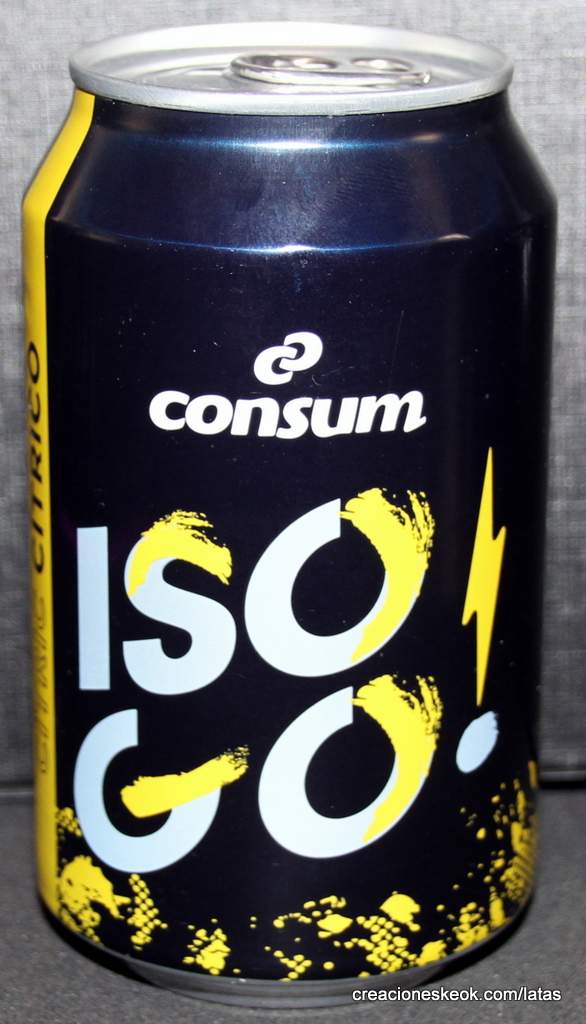 consum
ISO
GO!
CÍTRICO
creacioneskeok.com/latas